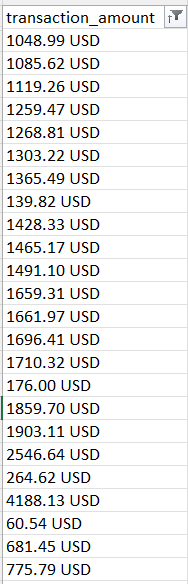 transaction_amount
1048.99 USD
1085.62 USD
1119.26 USD
1259.47 USD
1268.81 USD
1303.22 USD
1365.49 USD
139.82 USD
1428.33 USD
1465.17 USD
1491.10 USD
1659.31 USD
1661.97 USD
1696.41 USD
1710.32 USD
176.00 USD
1859.70 USD
1903.11 USD
2546.64 USD
264.62 USD
4188.13 USD
60.54 USD
681.45 USD
775.79 USD